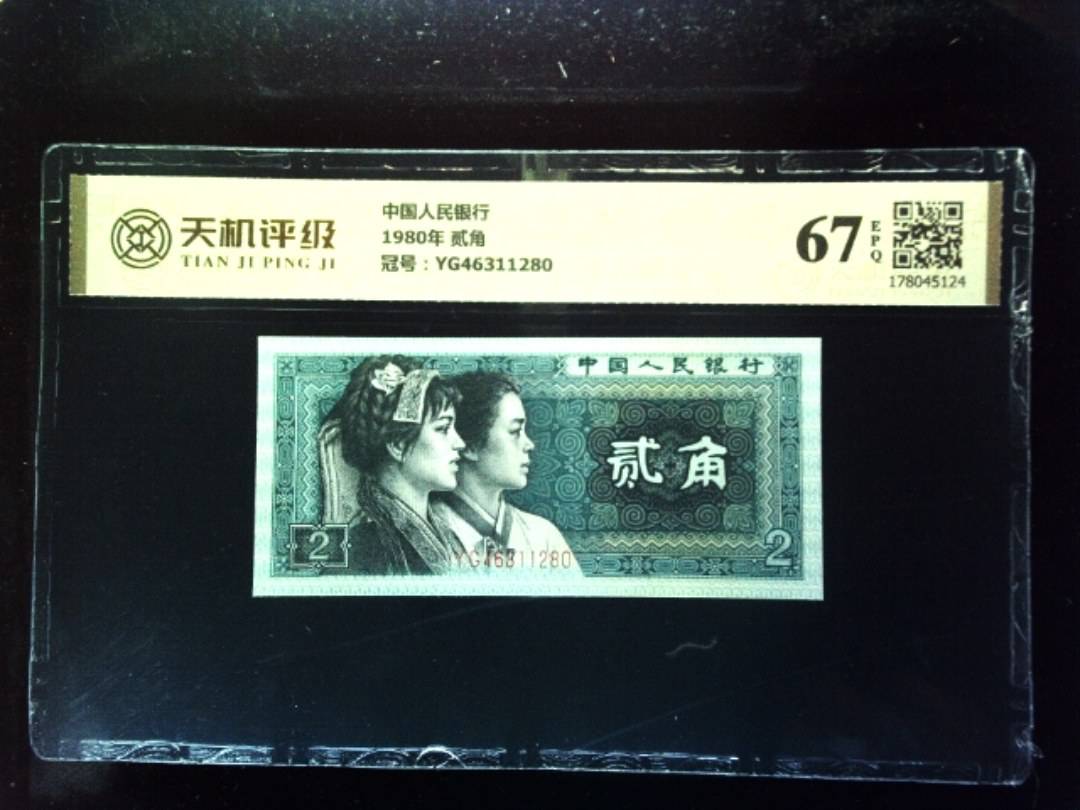 天机评级
TIAN JI PING JI
中国人民银行
1980年 贰角
冠号：YG46311280
67
EPQ
178045124
中国人民银行
贰角
2
YG46311280
2